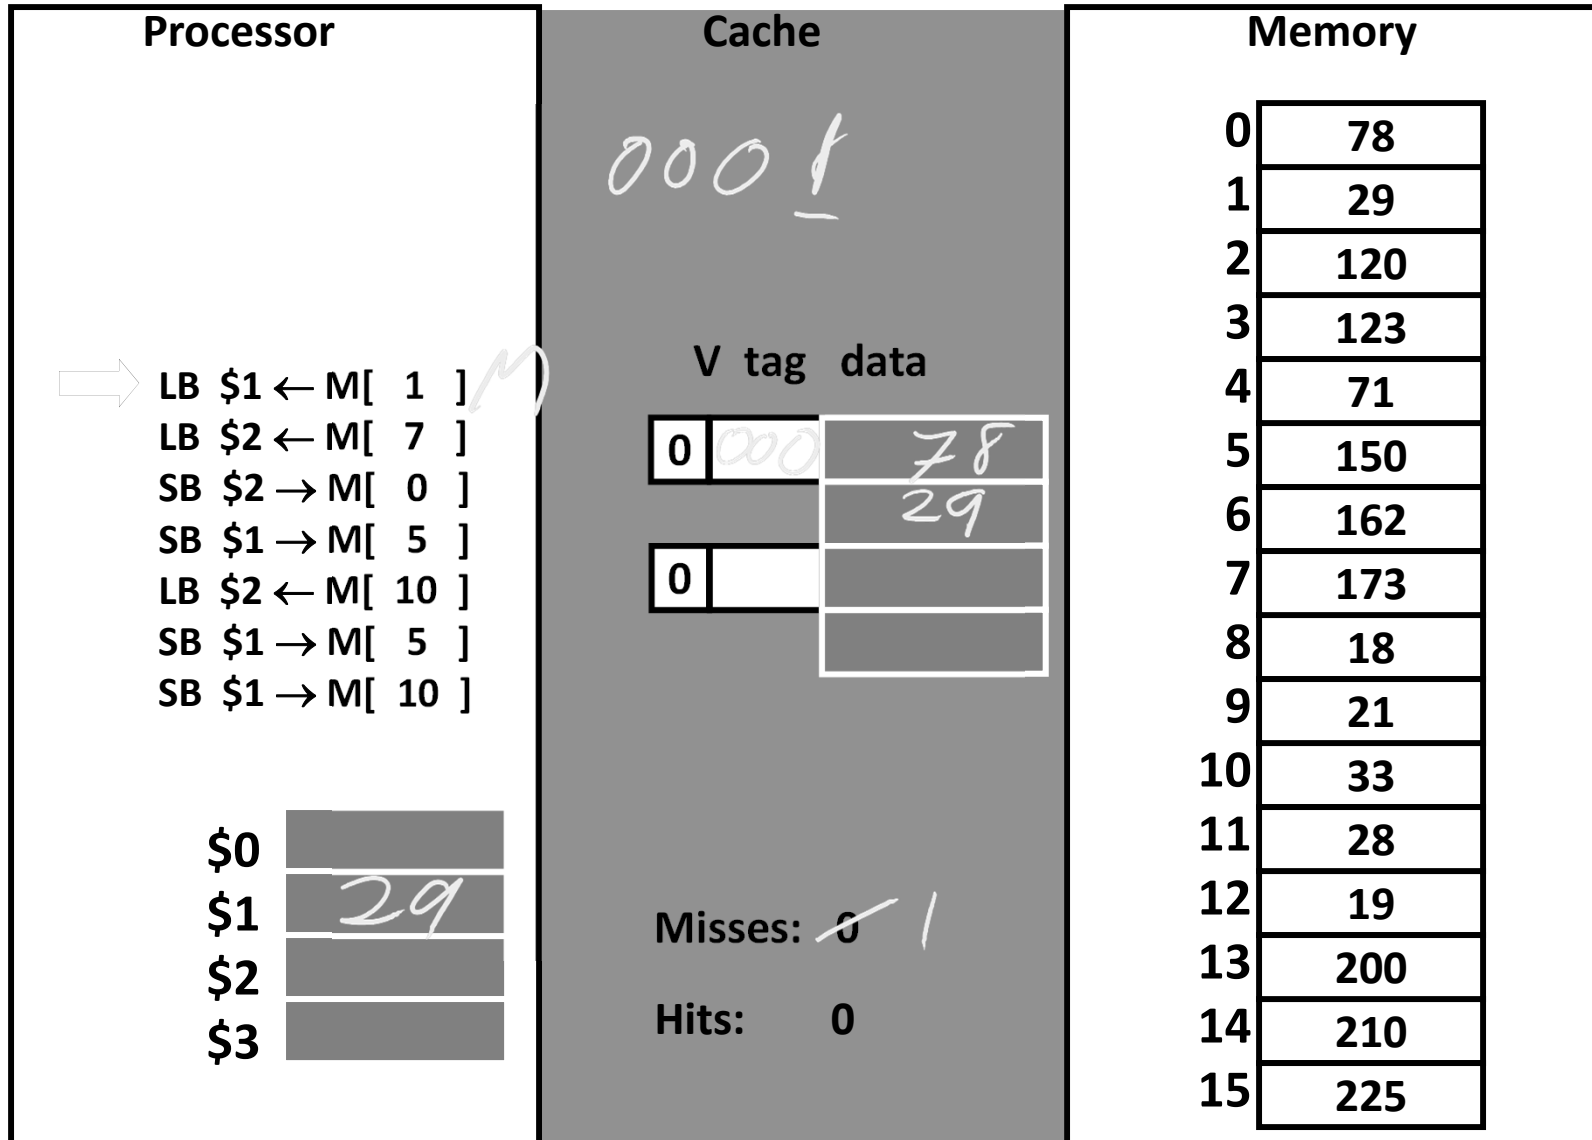 Processor
LB $1 ← M[ 1 ] M
LB $2 ← M[ 7 ]
SB $2 → M[ 0 ]
SB $1 → M[ 5 ]
LB $2 ← M[ 10 ]
SB $1 → M[ 5 ]
SB $1 → M[ 10 ]
$0
$1 29
$2
$3
Cache
0001
V tag data
0 000 78
29
0
Misses: 0 1
Hits: 0
Memory
0 78
1 29
2 120
3 123
4 71
5 150
6 162
7 173
8 18
9 21
10 33
11 28
12 19
13 200
14 210
15 225